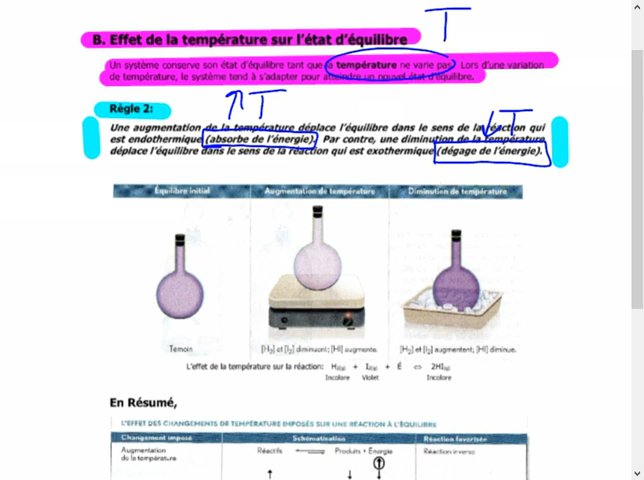 T
B. Effet de la température sur l'état d'équilibre
Un système conserve son état d'équilibre tant que la température ne varie pas. Lors d'une variation
de température, le système tend à s'adapter pour atteindre un nouvel état d'équilibre.
↑ T
Règle 2:
↓ T
Une augmentation de la température déplace l'équilibre dans le sens de la réaction qui
est endothermique (absorbe de l'énergie). Par contre, une diminution de la température
déplace l'équilibre dans le sens de la réaction qui est exothermique (dégage de l'énergie).
Équilibre initial Augmentation de température Diminution de température
Témoin [H₂] et [I₂] diminuent; [HI] augmente. [H₂] et [I₂] augmentent; [HI] diminue.
L'effet de la température sur la réaction: H₂(g) + I₂(g) + É ⇔ 2HI(g)
Incolore Violet Incolore
En Résumé,
L'EFFET DES CHANGEMENTS DE TEMPÉRATURE IMPOSÉS SUR UNE RÉACTION À L'ÉQUILIBRE
Changement imposé Schématisation Réaction favorisée
Augmentation Réactifs Produits + Énergie Réaction inverse
de la température